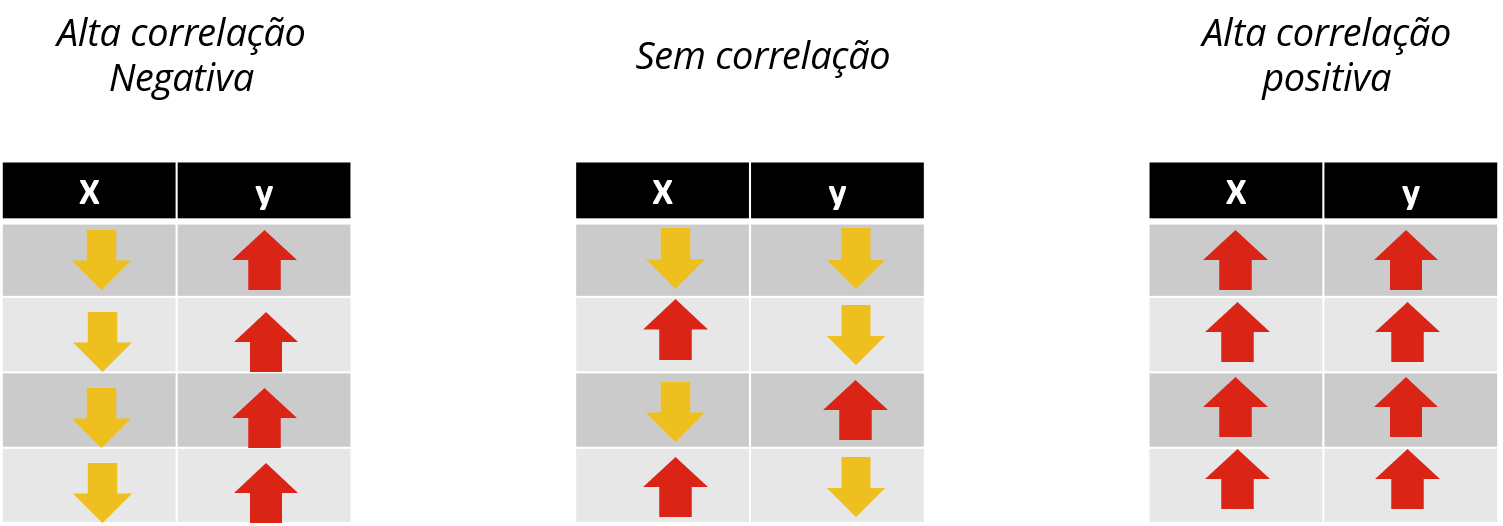 Alta correlação
Negativa
Sem correlação
Alta correlação
positiva
X y
X y
X y